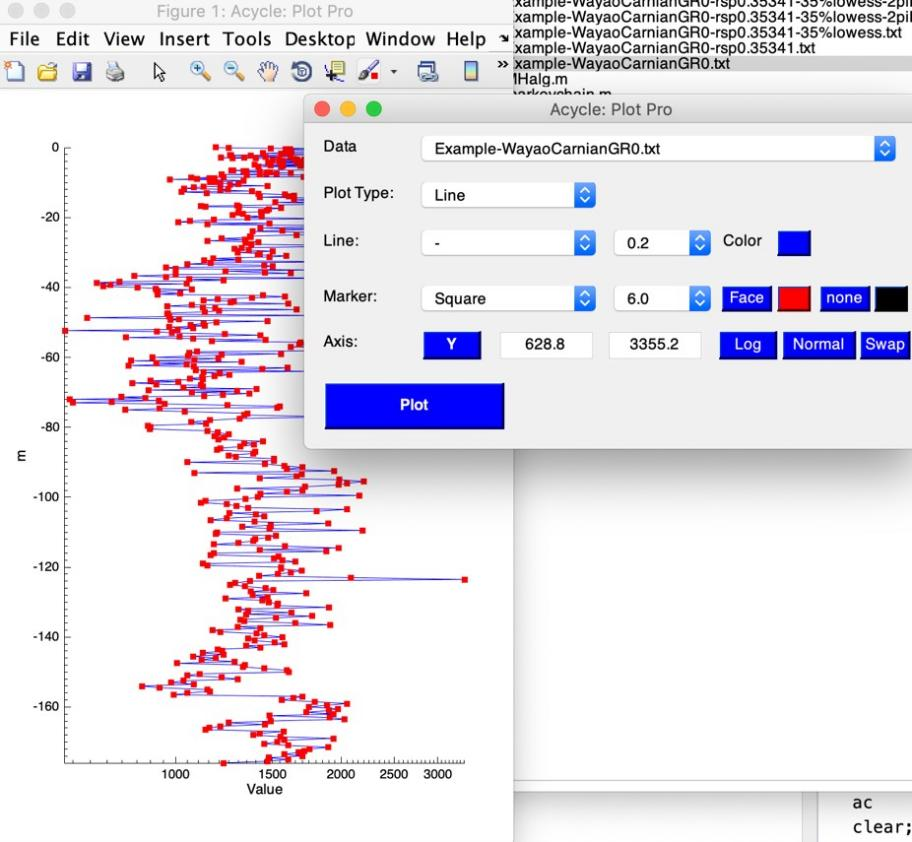 Figure 1: Acycle: Plot Pro
File Edit View Insert Tools Desktop Window Help
»
xample-WayaoCarnianGR0-rsp0.35341-35%lowess-2pi
xample-WayaoCarnianGR0-rsp0.35341-35%lowess-2pi
xample-WayaoCarnianGR0-rsp0.35341-35%lowess.txt
xample-WayaoCarnianGR0-rsp0.35341.txt
xample-WayaoCarnianGR0.txt
MHalg.m
Acycle: Plot Pro
Data Example-WayaoCarnianGR0.txt
Plot Type: Line
Line: - 0.2 Color
Marker: Square 6.0 Face none
Axis: Y 628.8 3355.2 Log Normal Swap
Plot
0
-20
-40
-60
-80
-100
-120
-140
-160
m
1000 1500 2000 2500 3000
Value
ac
clear;